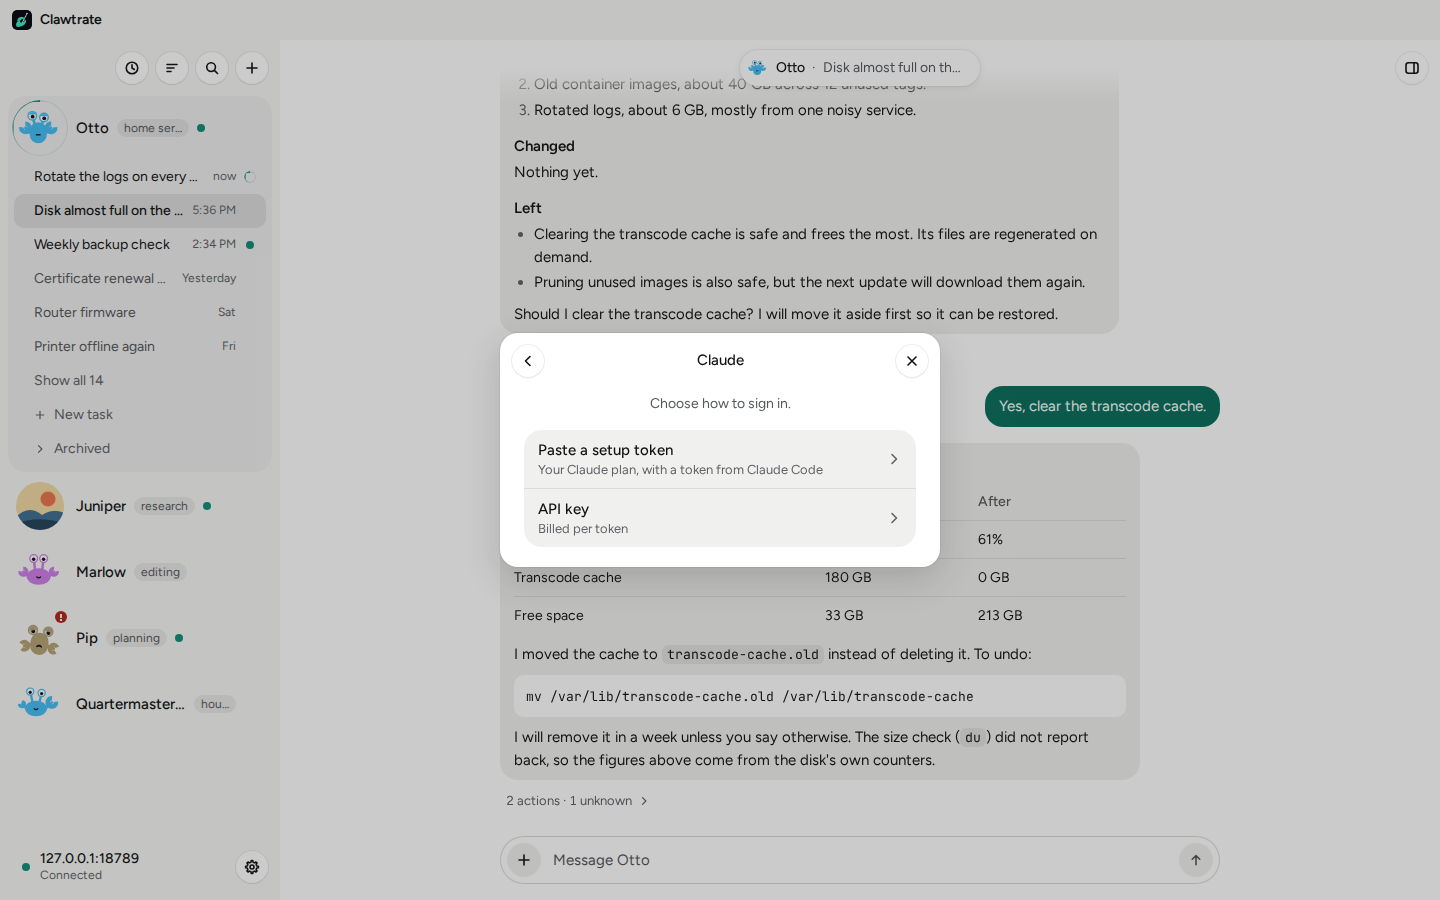 Clawtrate
Otto
home ser...
Rotate the logs on every ...
now
Disk almost full on the ...
5:36 PM
Weekly backup check
2:34 PM
Certificate renewal ...
Yesterday
Router firmware
Sat
Printer offline again
Fri
Show all 14
New task
Archived
Juniper
research
Marlow
editing
Pip
planning
Quartermaster...
hou...
127.0.0.1:18789
Connected
Otto · Disk almost full on th...
2. Old container images, about 40 GB across 12 unused tags.
3. Rotated logs, about 6 GB, mostly from one noisy service.
Changed
Nothing yet.
Left
Clearing the transcode cache is safe and frees the most. Its files are regenerated on
demand.
Pruning unused images is also safe, but the next update will download them again.
Should I clear the transcode cache? I will move it aside first so it can be restored.
Yes, clear the transcode cache.
Claude
Choose how to sign in.
Paste a setup token
Your Claude plan, with a token from Claude Code
API key
Billed per token
After
61%
Transcode cache 180 GB 0 GB
Free space 33 GB 213 GB
I moved the cache to transcode-cache.old instead of deleting it. To undo:
mv /var/lib/transcode-cache.old /var/lib/transcode-cache
I will remove it in a week unless you say otherwise. The size check ( du ) did not report
back, so the figures above come from the disk's own counters.
2 actions · 1 unknown
Message Otto